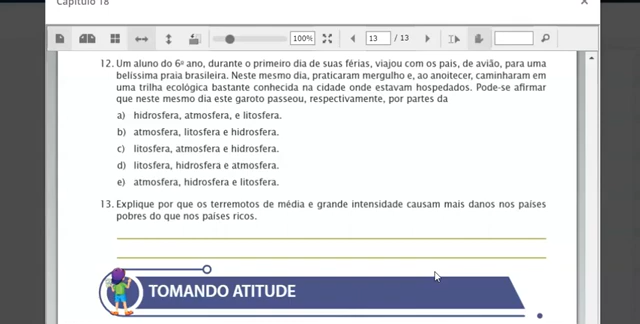 Capítulo 18
100%
13 / 13
12. Um aluno do 6º ano, durante o primeiro dia de suas férias, viajou com os pais, de avião, para uma
belíssima praia brasileira. Neste mesmo dia, praticaram mergulho e, ao anoitecer, caminharam em
uma trilha ecológica bastante conhecida na cidade onde estavam hospedados. Pode-se afirmar
que neste mesmo dia este garoto passeou, respectivamente, por partes da
a) hidrosfera, atmosfera, e litosfera.
b) atmosfera, litosfera e hidrosfera.
c) litosfera, atmosfera e hidrosfera.
d) litosfera, hidrosfera e atmosfera.
e) atmosfera, hidrosfera e litosfera.
13. Explique por que os terremotos de média e grande intensidade causam mais danos nos países
pobres do que nos países ricos.
TOMANDO ATITUDE